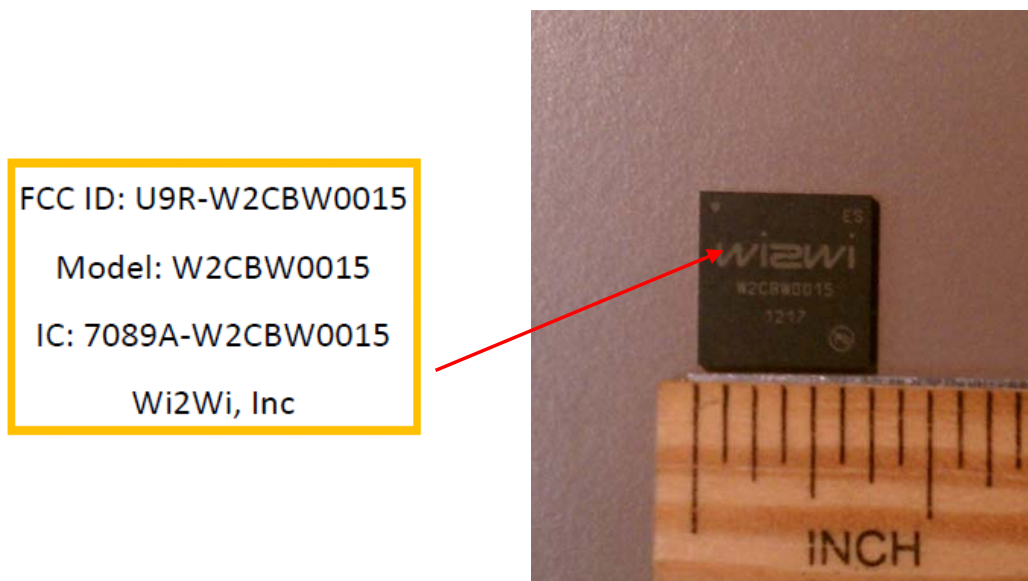 FCC ID: U9R-W2CBW0015
Model: W2CBW0015
IC: 7089A-W2CBW0015
Wi2Wi, Inc
ES
wi2wi
W2CBW0015
1217
INCH